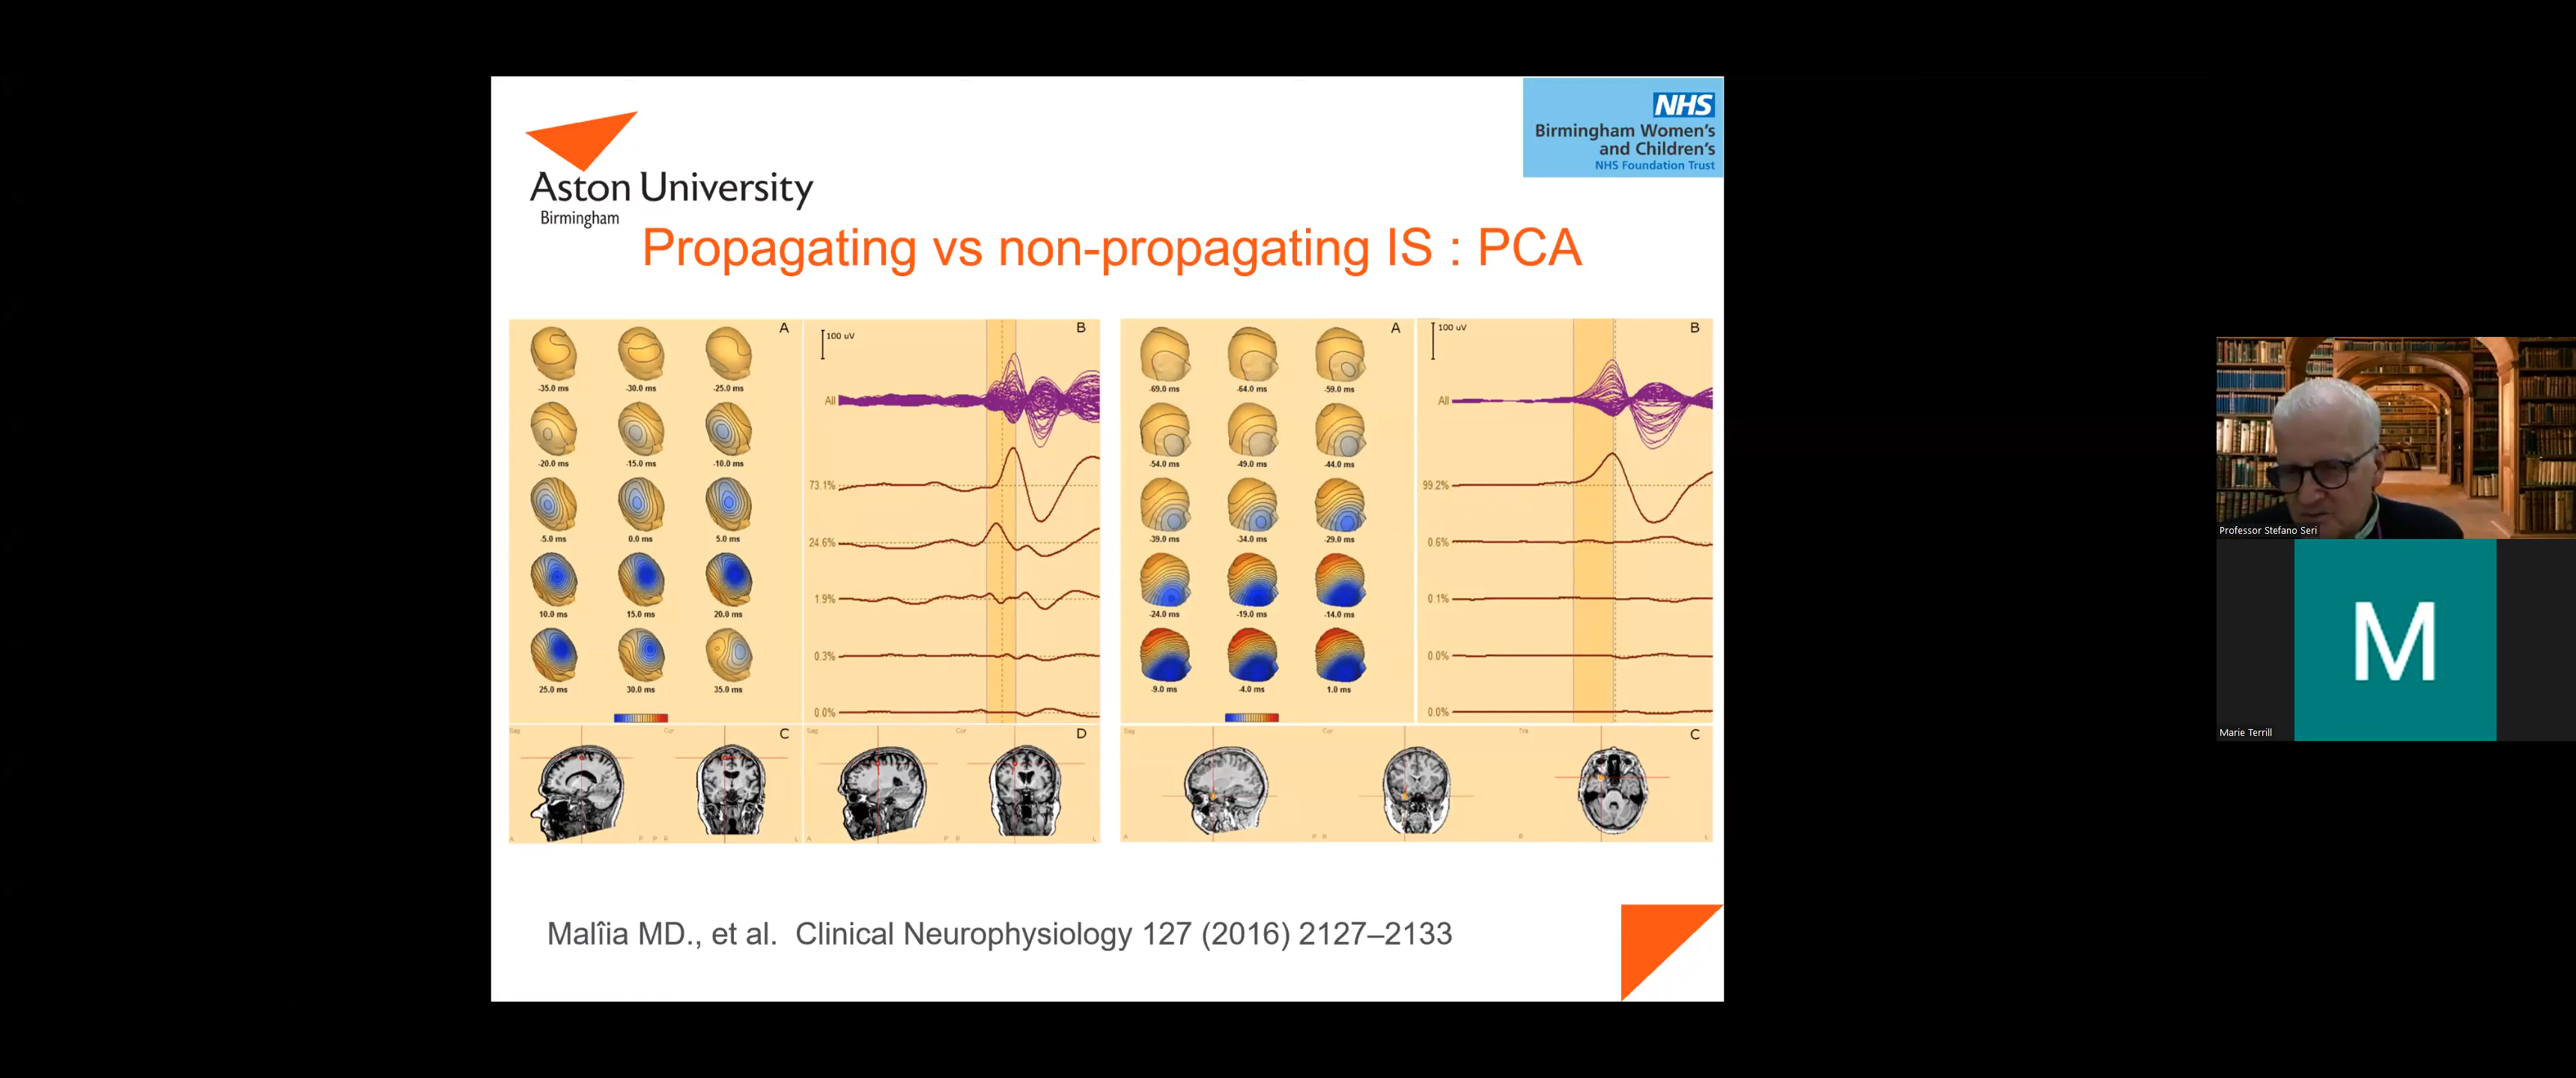 Aston University
Birmingham
NHS
Birmingham Women's
and Children's
NHS Foundation Trust
Propagating vs non-propagating IS : PCA
A
-35.0 ms -30.0 ms -25.0 ms
-20.0 ms -15.0 ms -10.0 ms
-5.0 ms 0.0 ms 5.0 ms
10.0 ms 15.0 ms 20.0 ms
25.0 ms 30.0 ms 35.0 ms
B
100 uV
All
73.1%
24.6%
1.9%
0.3%
0.0%
Sag Cor C
A P P R L
Sag Cor D
A P R L
A
-69.0 ms -64.0 ms -59.0 ms
-54.0 ms -49.0 ms -44.0 ms
-39.0 ms -34.0 ms -29.0 ms
-24.0 ms -19.0 ms -14.0 ms
-9.0 ms -4.0 ms 1.0 ms
B
100 uV
All
99.2%
0.6%
0.1%
0.0%
0.0%
Sag Cor Tra C
A P R R L
Malîia MD., et al. Clinical Neurophysiology 127 (2016) 2127–2133
Professor Stefano Seri
M
Marie Terrill